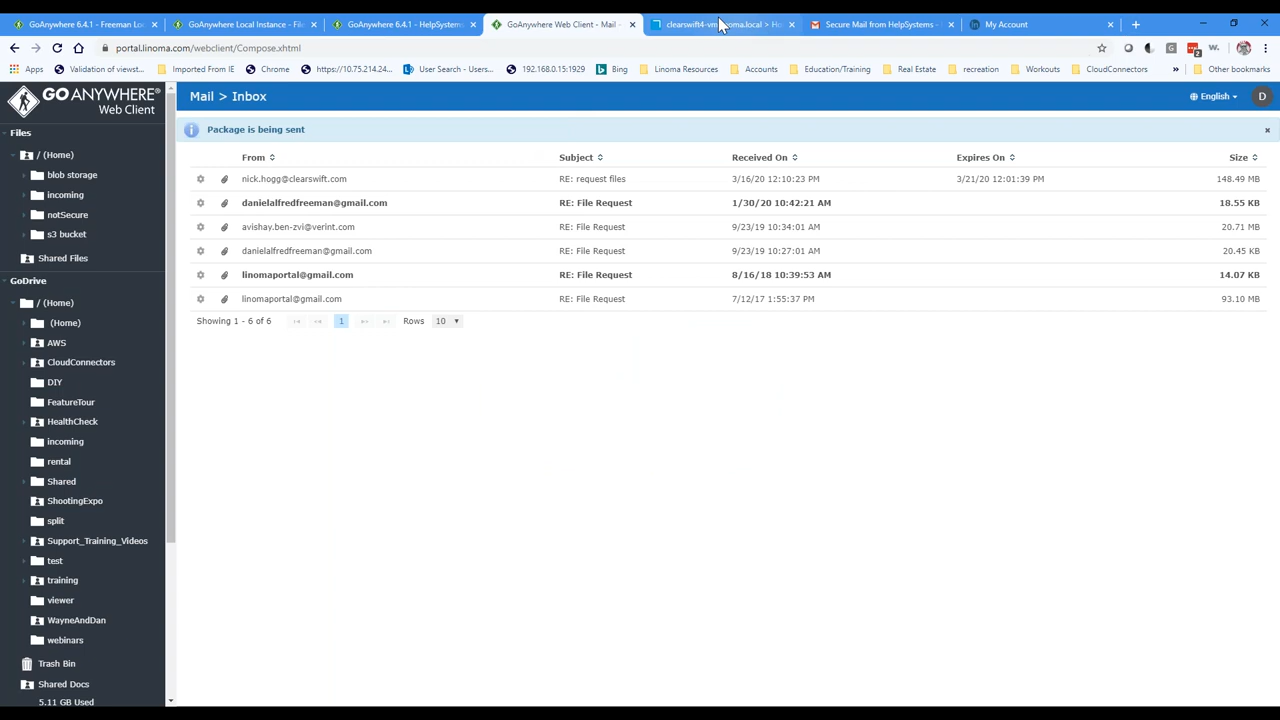 GoAnywhere 6.4.1 - Freeman Lo
GoAnywhere Local Instance - File
GoAnywhere 6.4.1 - HelpSystems
GoAnywhere Web Client - Mail -
clearswift4-vm
oma.local > Ho
Secure Mail from HelpSystems -
My Account
portal.linoma.com/webclient/Compose.xhtml
Apps
Validation of viewst...
Imported From IE
Chrome
https://10.75.214.24...
User Search - Users...
192.168.0.15:1929
Bing
Linoma Resources
Accounts
Education/Training
Real Estate
recreation
Workouts
CloudConnectors
»
Other bookmarks
GO ANYWHERE®
Web Client
Mail > Inbox
English
D
Package is being sent
Files
/ (Home)
blob storage
incoming
notSecure
s3 bucket
Shared Files
GoDrive
/ (Home)
(Home)
AWS
CloudConnectors
DIY
FeatureTour
HealthCheck
incoming
rental
Shared
ShootingExpo
split
Support_Training_Videos
test
training
viewer
WayneAndDan
webinars
Trash Bin
Shared Docs
5.11 GB Used
From Subject Received On Expires On Size
nick.hogg@clearswift.com RE: request files 3/16/20 12:10:23 PM 3/21/20 12:01:39 PM 148.49 MB
danielalfredfreeman@gmail.com RE: File Request 1/30/20 10:42:21 AM 18.55 KB
avishay.ben-zvi@verint.com RE: File Request 9/23/19 10:34:01 AM 20.71 MB
danielalfredfreeman@gmail.com RE: File Request 9/23/19 10:27:01 AM 20.45 KB
linomaportal@gmail.com RE: File Request 8/16/18 10:39:53 AM 14.07 KB
linomaportal@gmail.com RE: File Request 7/12/17 1:55:37 PM 93.10 MB
Showing 1 - 6 of 6 1 Rows 10